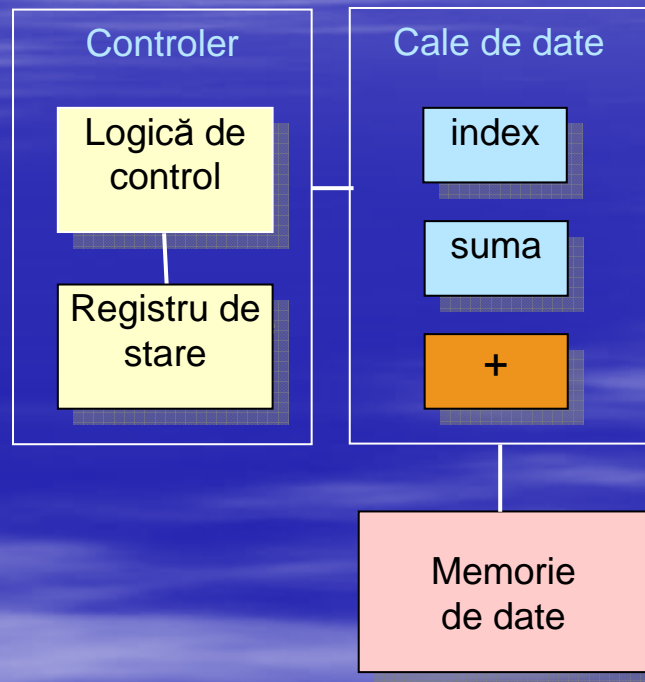 Controler
Logică de
control
Registru de
stare
Cale de date
index
suma
+
Memorie
de date